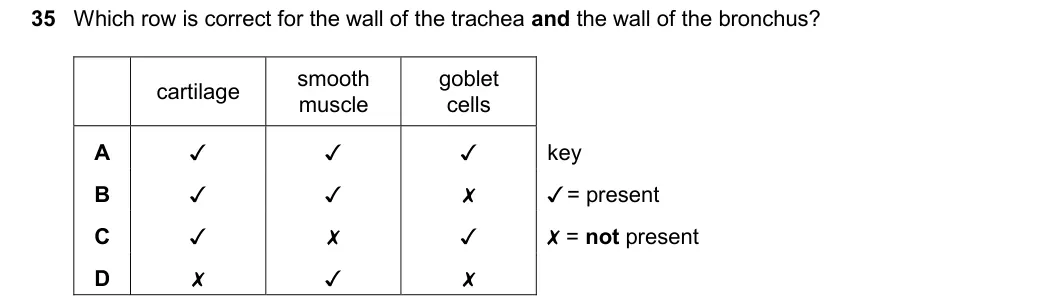 35 Which row is correct for the wall of the trachea and the wall of the bronchus?
cartilage smooth muscle goblet cells
A ✓ ✓ ✓ key
B ✓ ✓ ✗ ✓ = present
C ✓ ✗ ✓ ✗ = not present
D ✗ ✓ ✗